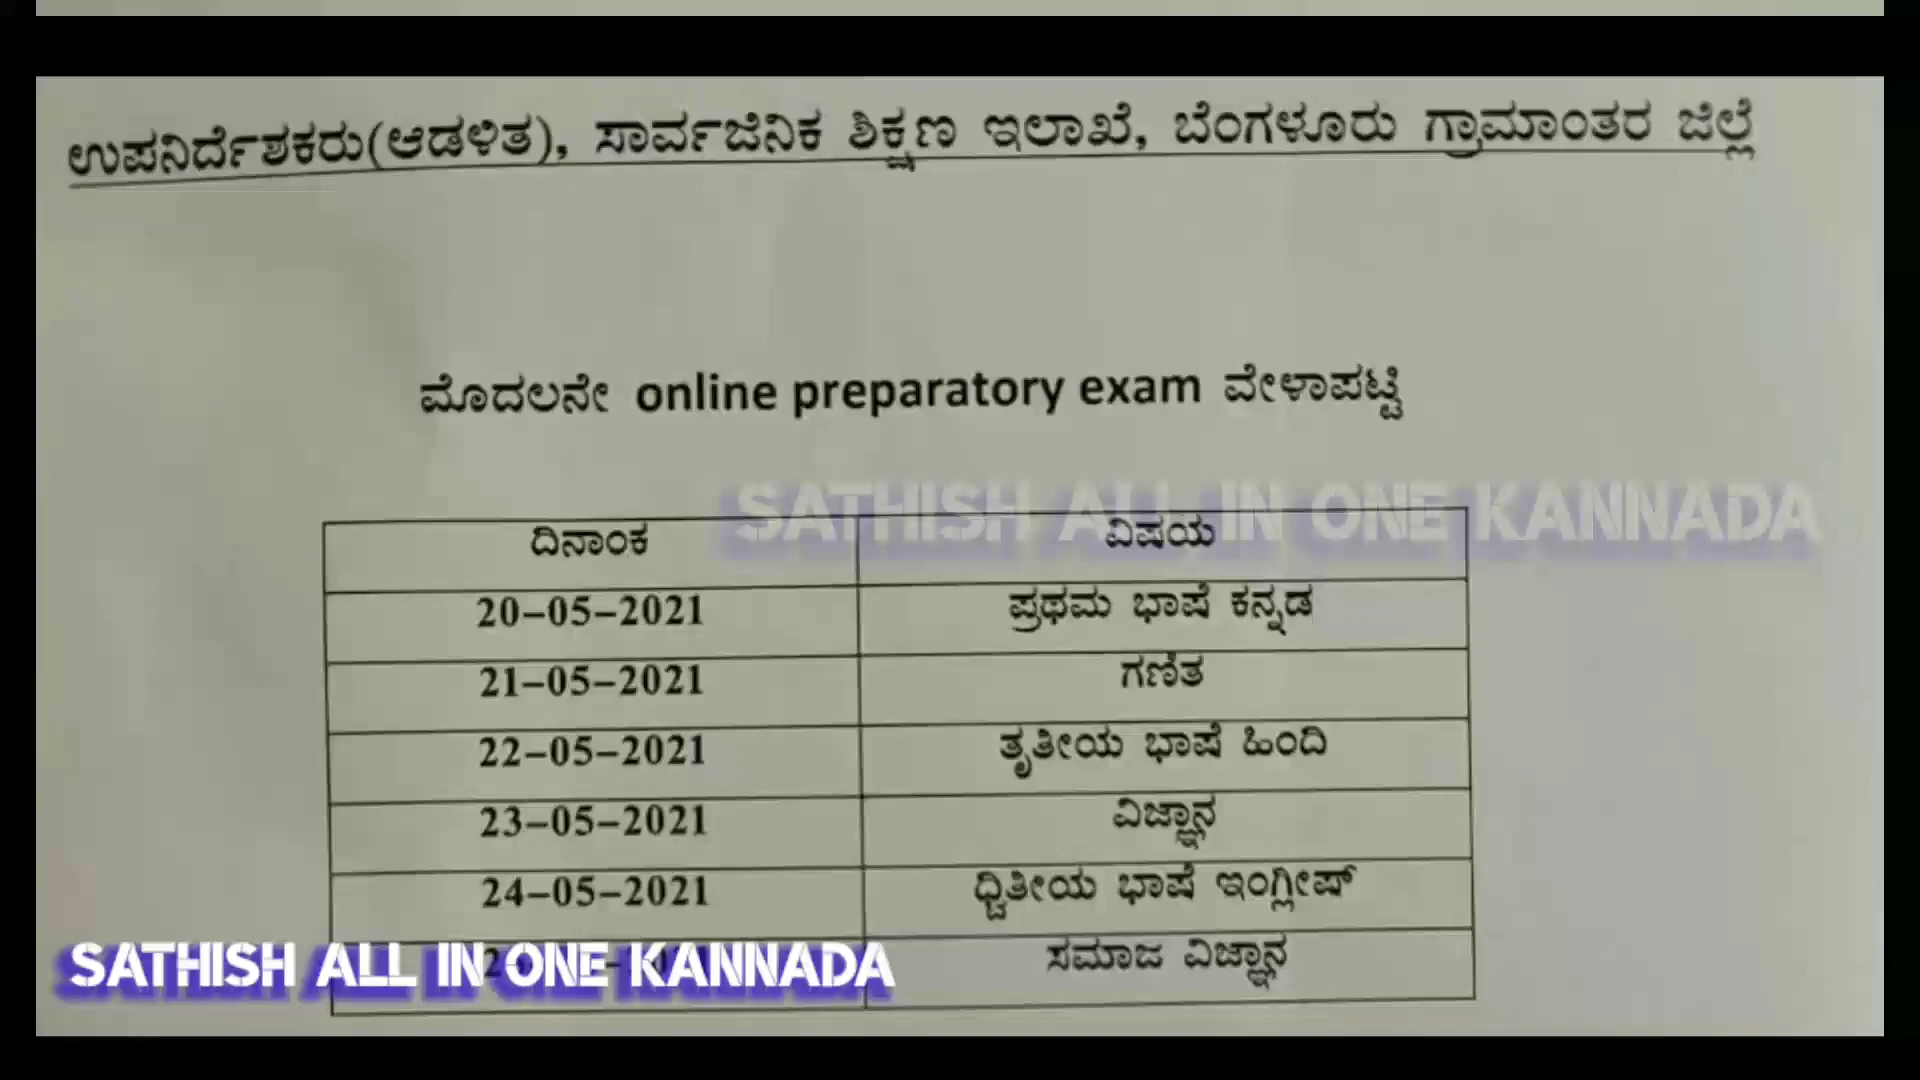 ಉಪನಿರ್ದೇಶಕರು(ಆಡಳಿತ), ಸಾರ್ವಜನಿಕ ಶಿಕ್ಷಣ ಇಲಾಖೆ, ಬೆಂಗಳೂರು ಗ್ರಾಮಾಂತರ ಜಿಲ್ಲೆ
ಮೊದಲನೇ online preparatory exam ವೇಳಾಪಟ್ಟಿ
SATHISH ALL IN ONE KANNADA
ದಿನಾಂಕ ವಿಷಯ
20-05-2021 ಪ್ರಥಮ ಭಾಷೆ ಕನ್ನಡ
21-05-2021 ಗಣಿತ
22-05-2021 ತೃತೀಯ ಭಾಷೆ ಹಿಂದಿ
23-05-2021 ವಿಜ್ಞಾನ
24-05-2021 ಧ್ವಿತೀಯ ಭಾಷೆ ಇಂಗ್ಲೀಷ್
ಸಮಾಜ ವಿಜ್ಞಾನ
SATHISH ALL IN ONE KANNADA